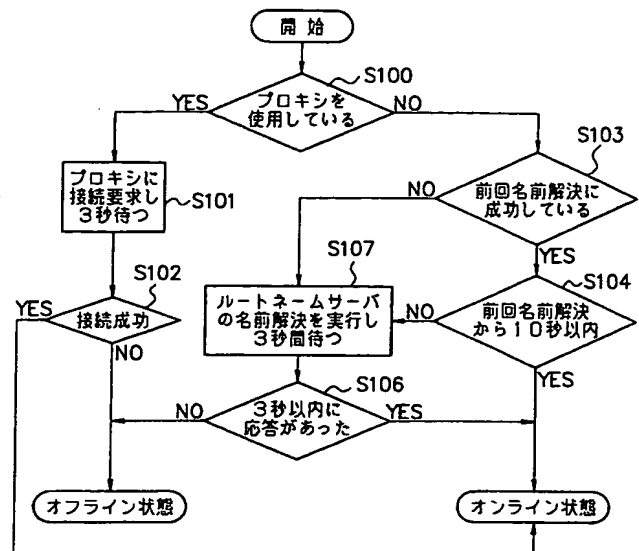 開始
S100
プロキシを
使用している
YES
NO
S103
前回名前解決に
成功している
NO
YES
プロキシに
接続要求し
3秒待つ
S101
S107
ルートネームサーバ
の名前解決を実行し
3秒間待つ
S104
前回名前解決
から10秒以内
NO
YES
S102
接続成功
YES
NO
S106
3秒以内に
応答があった
NO
YES
オフライン状態
オンライン状態